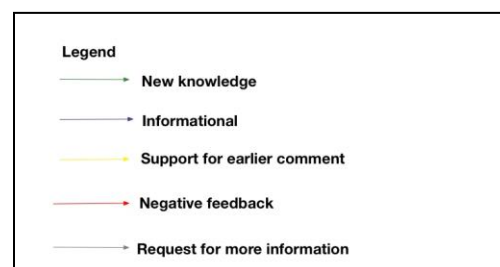 Legend
New knowledge
Informational
Support for earlier comment
Negative feedback
Request for more information